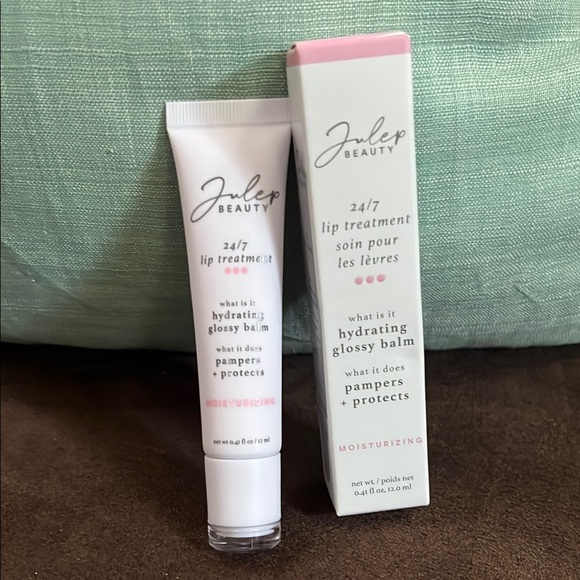 Julep
BEAUTY
24/7
lip treatment
what is it
hydrating
glossy balm
what it does
pampers
+ protects
MOISTURIZING
net wt 0.41 fl oz / 12 ml
Julep
BEAUTY
24/7
lip treatment
soin pour
les lèvres
what is it
hydrating
glossy balm
what it does
pampers
+ protects
MOISTURIZING
net wt. / poids net
0.41 fl oz, 12.0 ml